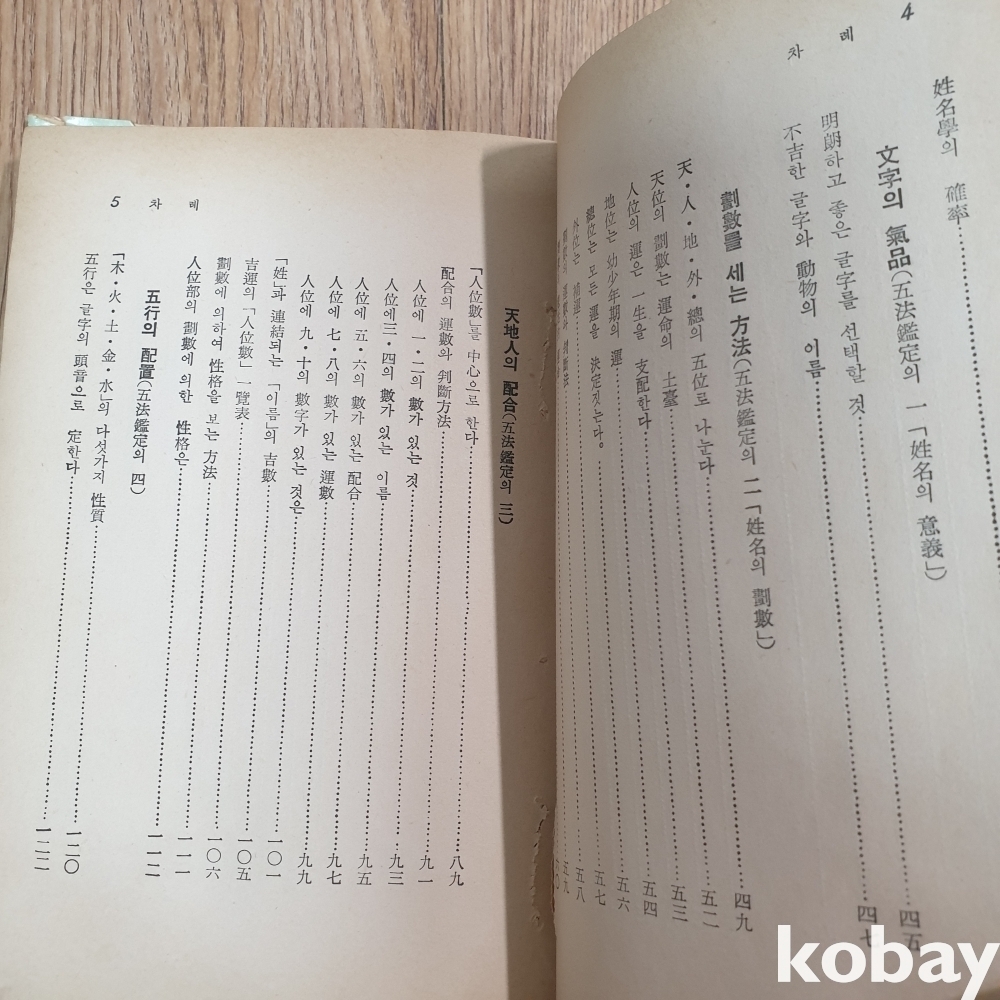 4
차 례
姓名學의 確率
文字의 氣品(五法鑑定의 一「姓名의 意義」) 四五
明朗하고 좋은 글字를 選択할 것 四七
不吉한 글字와 動物의 이름
劃數를 세는 方法(五法鑑定의 二「姓名의 劃數」) 四九
天・人・地・外・總의 五位로 나눈다 五二
天位의 劃數는 運命의 土臺 五三
人位의 運은 一生을 支配한다 五四
地位는 幼少年期의 運 五六
總位는 모든 運을 決定짓는다 五七
外位는 五八
五九
5 차 례
天地人의 配合(五法鑑定의 三)
「人位數」를 中心으로 한다 八九
配合의 運數와 判斷方法
人位에 一・二의 數가 있는 것 九一
人位에 三・四의 數가 있는 이름 九三
人位에 五・六의 數가 있는 配合 九五
人位에 七・八의 數가 있는 運數 九七
人位에 九・十의 數字가 있는 것은 九九
「姓」과 連結되는 「이름」의 吉數 一〇一
吉運의 「人位數」一覽表 一〇五
劃數에 의하여 性格을 보는 方法 一〇六
人位部의 劃數에 의한 性格은 一一一
五行의 配置(五法鑑定의 四) 一一二
「木・火・土・金・水」의 다섯가지 性質 一二〇
五行은 글字의 頭音으로 定한다 一二二
kobay